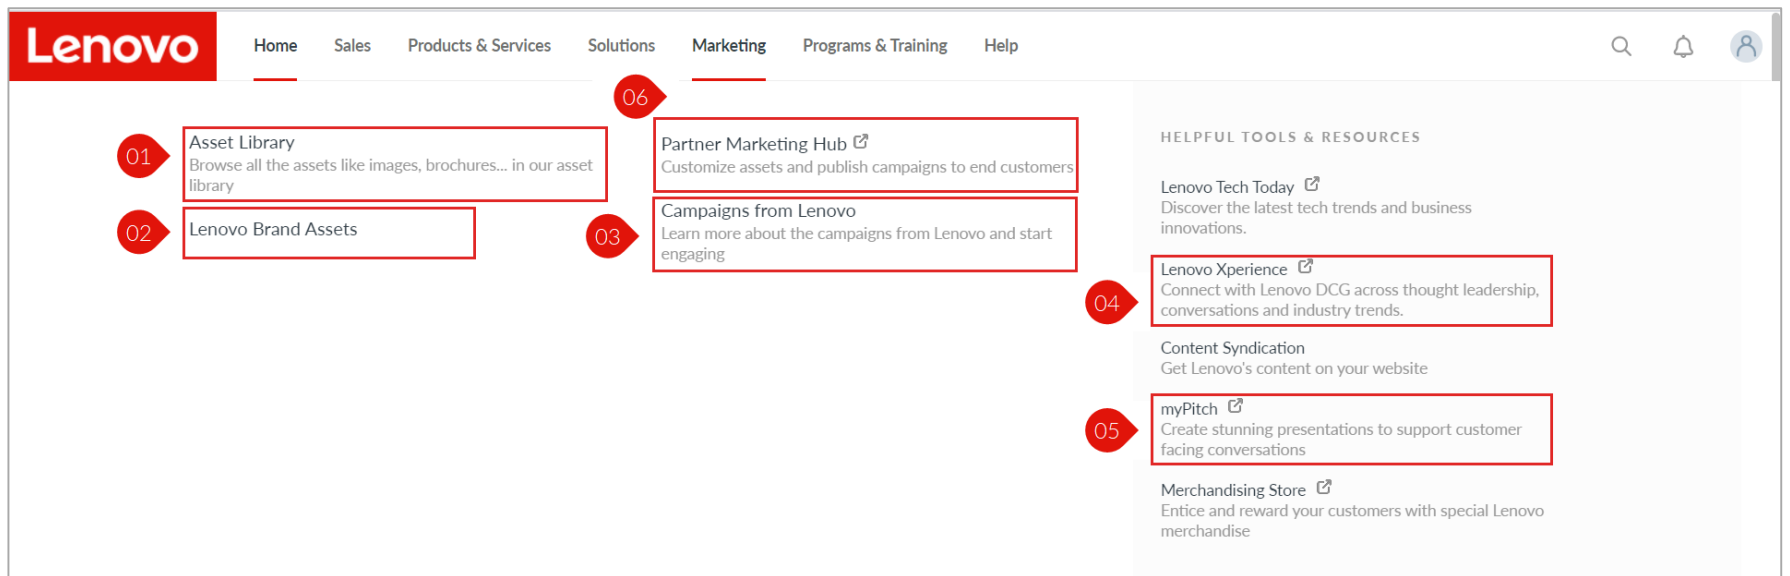 Lenovo
Home Sales Products & Services Solutions Marketing Programs & Training Help
06
01
Asset Library
Browse all the assets like images, brochures... in our asset
library
02
Lenovo Brand Assets
Partner Marketing Hub
Customize assets and publish campaigns to end customers
03
Campaigns from Lenovo
Learn more about the campaigns from Lenovo and start
engaging
HELPFUL TOOLS & RESOURCES
Lenovo Tech Today
Discover the latest tech trends and business
innovations.
04
Lenovo Xperience
Connect with Lenovo DCG across thought leadership,
conversations and industry trends.
Content Syndication
Get Lenovo's content on your website
05
myPitch
Create stunning presentations to support customer
facing conversations
Merchandising Store
Entice and reward your customers with special Lenovo
merchandise